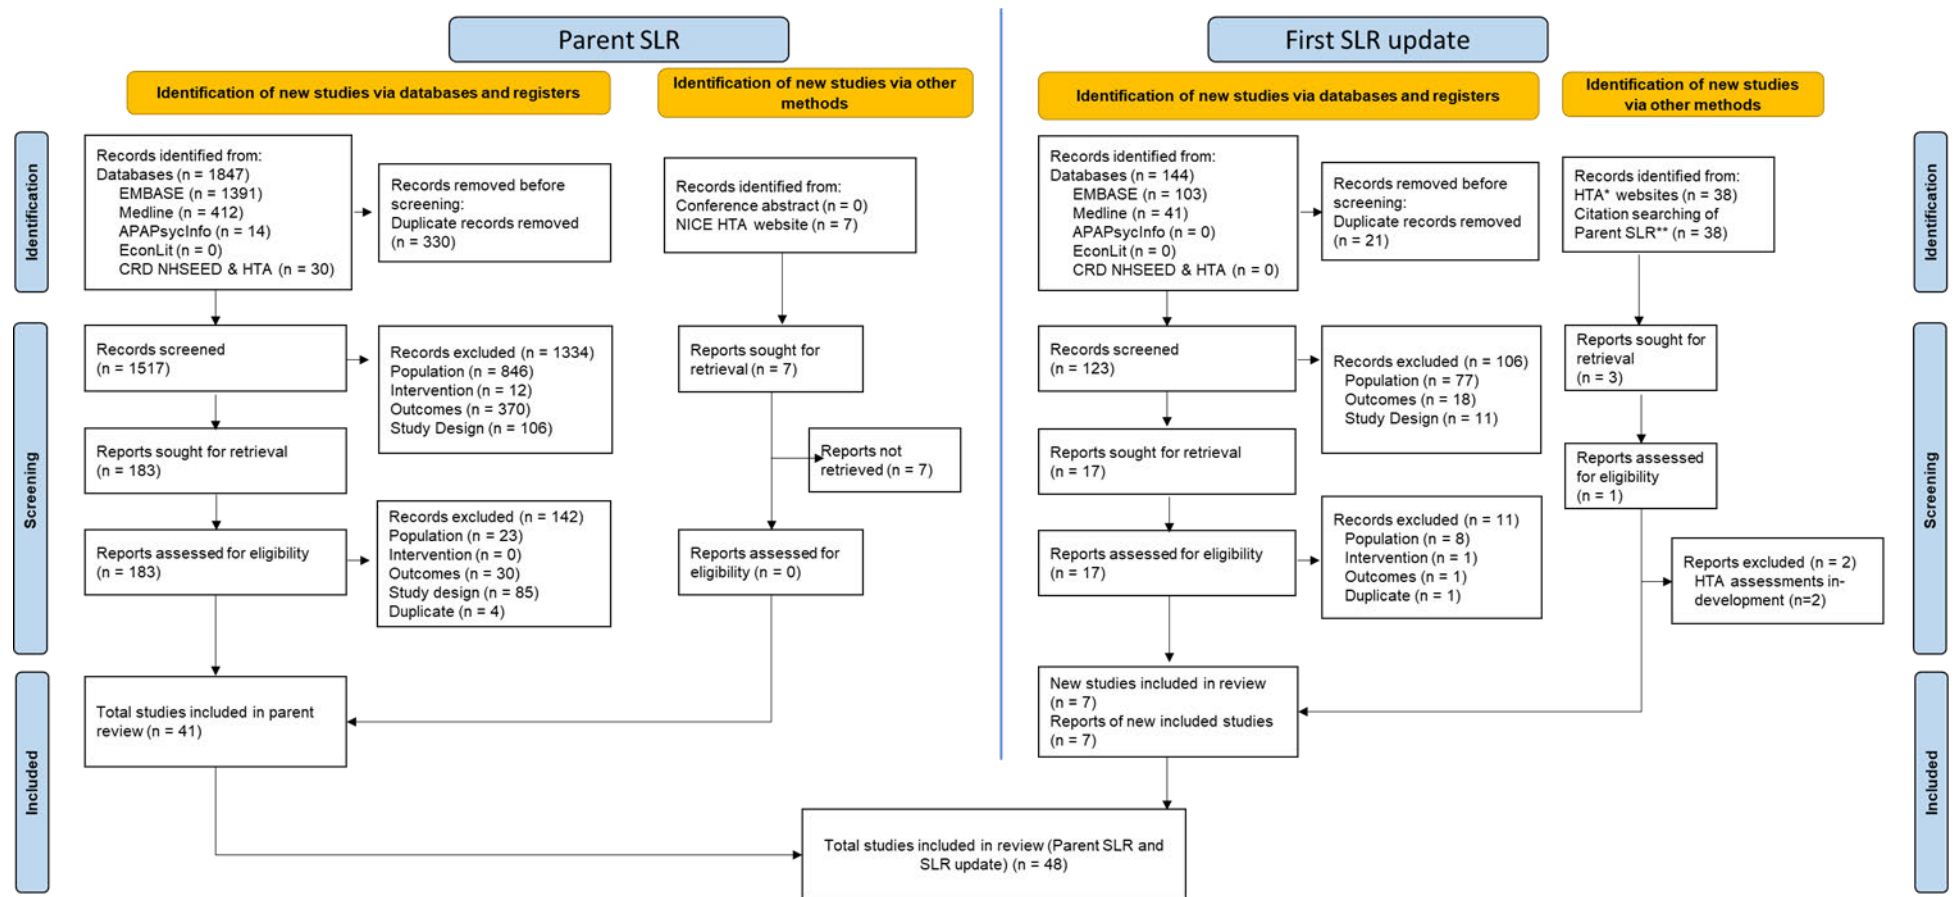 Parent SLR
Identification of new studies via databases and registers
Identification of new studies via other
methods
Identification
Records identified from:
Databases (n = 1847)
EMBASE (n = 1391)
Medline (n = 412)
APAPsycInfo (n = 14)
EconLit (n = 0)
CRD NHSEED & HTA (n = 30)
Records removed before
screening:
Duplicate records removed
(n = 330)
Records identified from:
Conference abstract (n = 0)
NICE HTA website (n = 7)
Screening
Records screened
(n = 1517)
Records excluded (n = 1334)
Population (n = 846)
Intervention (n = 12)
Outcomes (n = 370)
Study Design (n = 106)
Reports sought for
retrieval (n = 7)
Reports sought for retrieval
(n = 183)
Reports not
retrieved (n = 7)
Reports assessed for eligibility
(n = 183)
Records excluded (n = 142)
Population (n = 23)
Intervention (n = 0)
Outcomes (n = 30)
Study design (n = 85)
Duplicate (n = 4)
Reports assessed for
eligibility (n = 0)
Included
Total studies included in parent
review (n = 41)
First SLR update
Identification of new studies via databases and registers
Identification of new studies
via other methods
Records identified from:
Databases (n = 144)
EMBASE (n = 103)
Medline (n = 41)
APAPsycInfo (n = 0)
EconLit (n = 0)
CRD NHSEED & HTA (n = 0)
Records removed before
screening:
Duplicate records removed
(n = 21)
Records identified from:
HTA* websites (n = 38)
Citation searching of
Parent SLR** (n = 38)
Identification
Records screened
(n = 123)
Records excluded (n = 106)
Population (n = 77)
Outcomes (n = 18)
Study Design (n = 11)
Reports sought for
retrieval
(n = 3)
Screening
Reports sought for retrieval
(n = 17)
Reports assessed
for eligibility
(n = 1)
Reports assessed for eligibility
(n = 17)
Records excluded (n = 11)
Population (n = 8)
Intervention (n = 1)
Outcomes (n = 1)
Duplicate (n = 1)
Reports excluded (n = 2)
HTA assessments in-
development (n=2)
New studies included in review
(n = 7)
Reports of new included studies
(n = 7)
Included
Total studies included in review (Parent SLR and
SLR update) (n = 48)